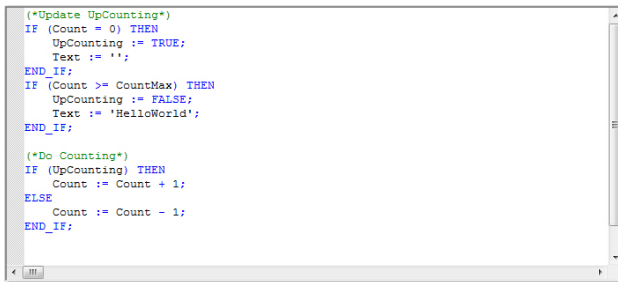 (*Update UpCounting*)
IF (Count = 0) THEN
    UpCounting := TRUE;
    Text := '';
END_IF;
IF (Count >= CountMax) THEN
    UpCounting := FALSE;
    Text := 'HelloWorld';
END_IF;

(*Do Counting*)
IF (UpCounting) THEN
    Count := Count + 1;
ELSE
    Count := Count - 1;
END_IF;